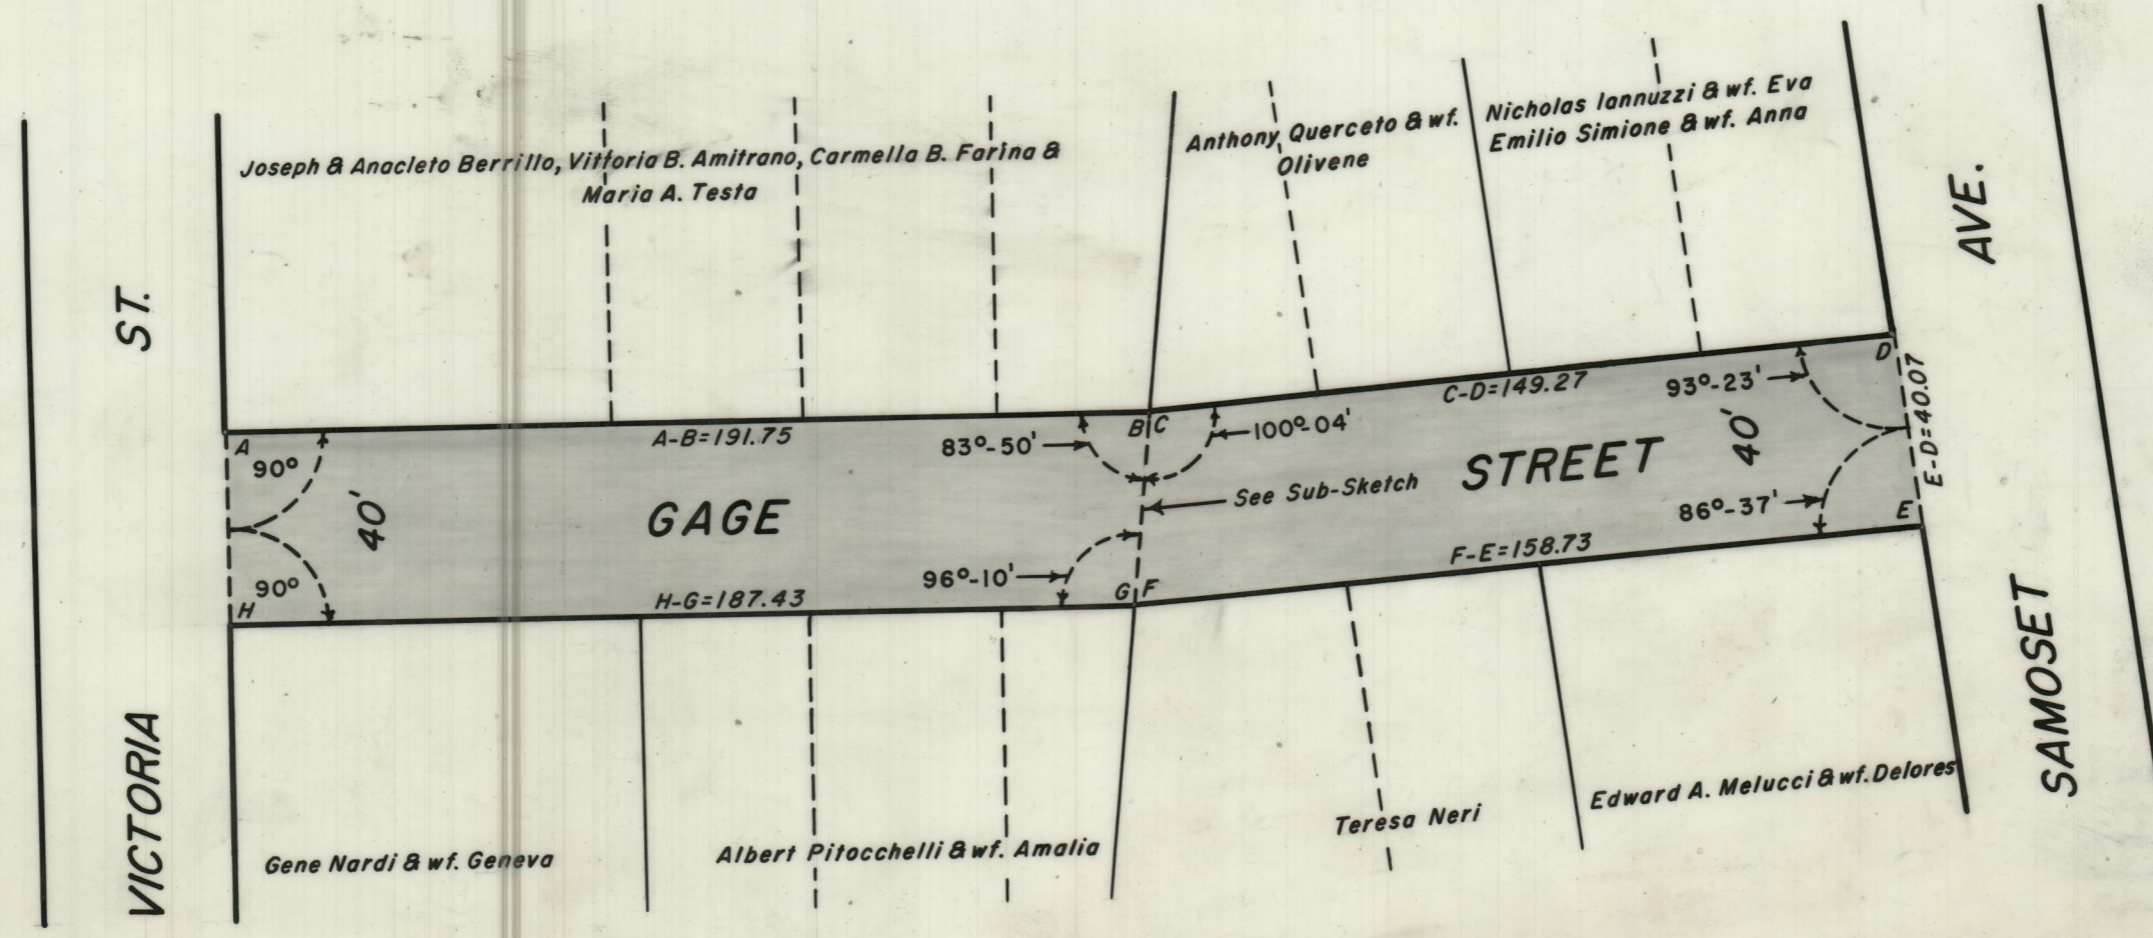 Joseph & Anacleto Berrillo, Vittoria B. Amitrano, Carmella B. Farina &
Maria A. Testa
Anthony Querceto & wf.
Olivene
Nicholas Iannuzzi & wf. Eva
Emilio Simione & wf. Anna
VICTORIA ST.
SAMOSET AVE.
GAGE STREET
A
90°
40'
A-B=191.75
83°-50'
B
C
100°-04'
C-D=149.27
93°-23'
D
40'
E-D=40.07
See Sub-Sketch
86°-37'
E
F-E=158.73
96°-10'
G
F
H-G=187.43
90°
H
Gene Nardi & wf. Geneva
Albert Pitocchelli & wf. Amalia
Teresa Neri
Edward A. Melucci & wf. Delores